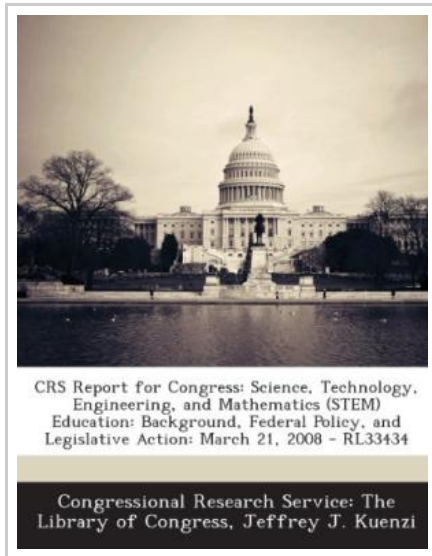 CRS Report for Congress: Science, Technology,
Engineering, and Mathematics (STEM)
Education: Background, Federal Policy, and
Legislative Action: March 21, 2008 - RL33434
Congressional Research Service: The
Library of Congress, Jeffrey J. Kuenzi